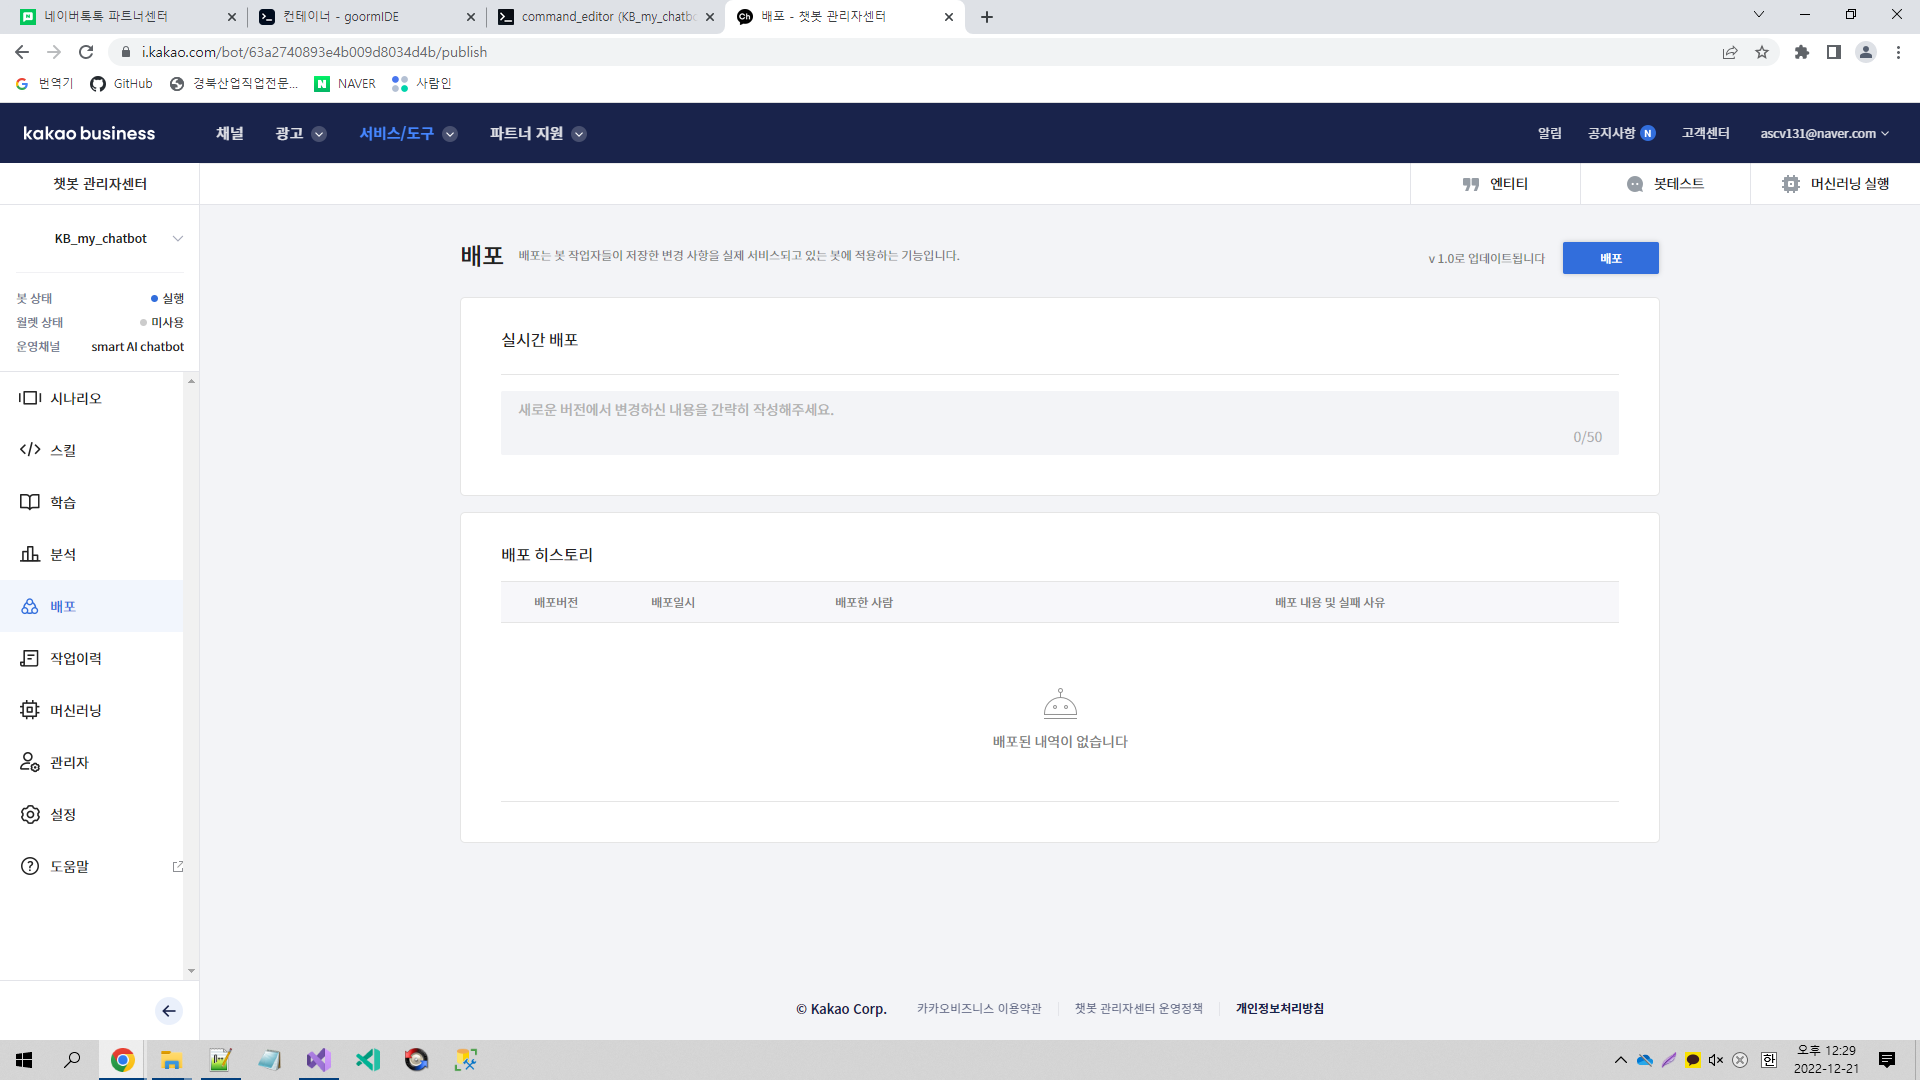 네이버톡톡 파트너센터
컨테이너 - goormIDE
command_editor (KB_my_chatb
배포 - 챗봇 관리자센터
i.kakao.com/bot/63a2740893e4b009d8034d4b/publish
번역기
GitHub
경북산업직업전문...
NAVER
사람인
kakao business
채널
광고
서비스/도구
파트너 지원
알림
공지사항 N
고객센터
ascv131@naver.com
챗봇 관리자센터
엔티티
봇테스트
머신러닝 실행
KB_my_chatbot
봇 상태
실행
월렛 상태
미사용
운영채널
smart AI chatbot
시나리오
스킬
학습
분석
배포
작업이력
머신러닝
관리자
설정
도움말
배포
배포는 봇 작업자들이 저장한 변경 사항을 실제 서비스되고 있는 봇에 적용하는 기능입니다.
v 1.0로 업데이트됩니다
배포
실시간 배포
새로운 버전에서 변경하신 내용을 간략히 작성해주세요.
0/50
배포 히스토리
배포버전
배포일시
배포한 사람
배포 내용 및 실패 사유
배포된 내역이 없습니다
© Kakao Corp.
카카오비즈니스 이용약관
챗봇 관리자센터 운영정책
개인정보처리방침
한
오후 12:29
2022-12-21